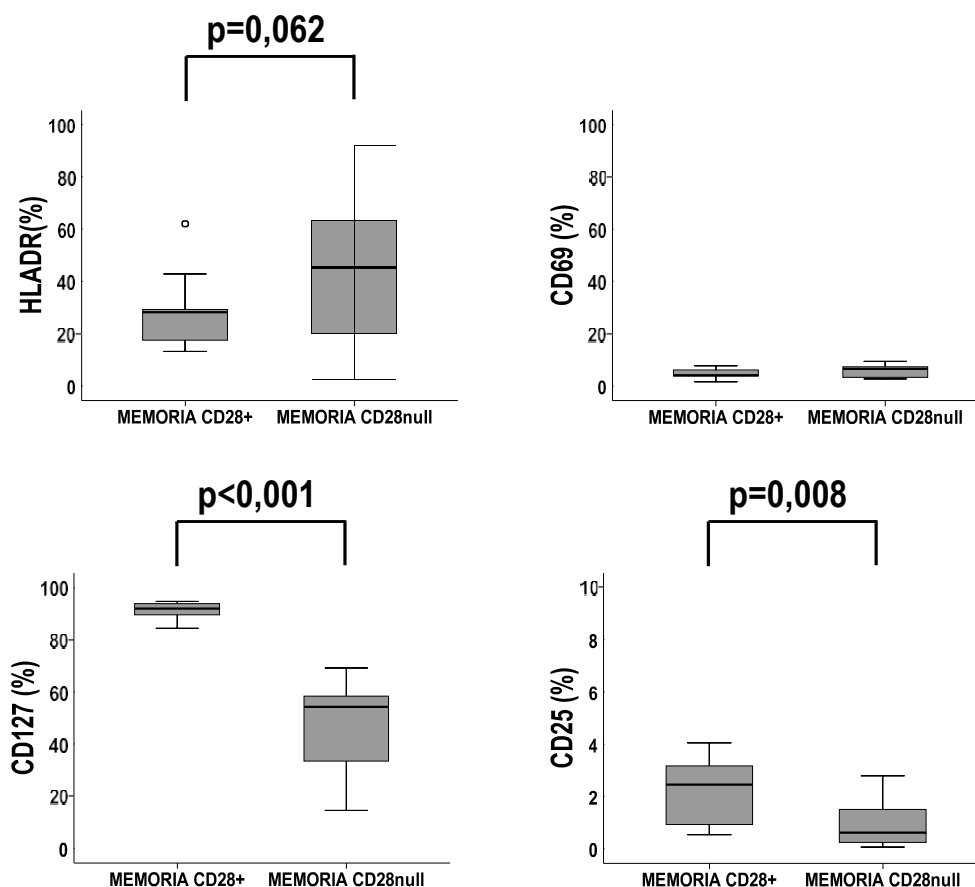 p=0,062
HLADR(%)
100
80
60
40
20
0
MEMORIA CD28+ MEMORIA CD28null
CD69 (%)
100
80
60
40
20
0
MEMORIA CD28+ MEMORIA CD28null
p<0,001
CD127 (%)
100
80
60
40
20
0
MEMORIA CD28+ MEMORIA CD28null
p=0,008
CD25 (%)
10
8
6
4
2
0
MEMORIA CD28+ MEMORIA CD28null